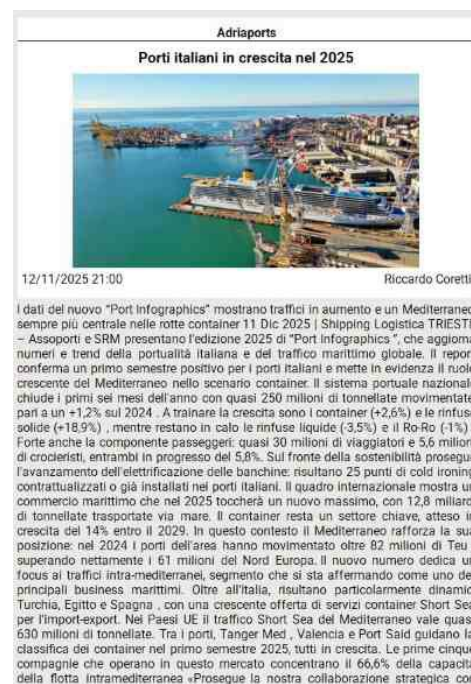 Adriaports
Porti italiani in crescita nel 2025
12/11/2025 21:00 Riccardo Coretti
I dati del nuovo “Port Infographics” mostrano traffici in aumento e un Mediterraneo
sempre più centrale nelle rotte container 11 Dic 2025 | Shipping Logistica TRIESTE
– Assoporti e SRM presentano l'edizione 2025 di “Port Infographics ”, che aggiorna
numeri e trend della portualità italiana e del traffico marittimo globale. Il report
conferma un primo semestre positivo per i porti italiani e mette in evidenza il ruolo
crescente del Mediterraneo nello scenario container. Il sistema portuale nazionale
chiude i primi sei mesi dell'anno con quasi 250 milioni di tonnellate movimentate,
pari a un +1,2% sul 2024 . A trainare la crescita sono i container (+2,6%) e le rinfuse
solide (+18,9%) , mentre restano in calo le rinfuse liquide (-3,5%) e il Ro-Ro (-1%) .
Forte anche la componente passeggeri: quasi 30 milioni di viaggiatori e 5,6 milioni
di crocieristi, entrambi in progresso del 5,8%. Sul fronte della sostenibilità prosegue
l'avanzamento dell'elettrificazione delle banchine: risultano 25 punti di cold ironing
contrattualizzati o già installati nei porti italiani. Il quadro internazionale mostra un
commercio marittimo che nel 2025 toccherà un nuovo massimo, con 12,8 miliardi
di tonnellate trasportate via mare. Il container resta un settore chiave, atteso in
crescita del 14% entro il 2029. In questo contesto il Mediterraneo rafforza la sua
posizione: nel 2024 i porti dell'area hanno movimentato oltre 82 milioni di Teu ,
superando nettamente i 61 milioni del Nord Europa. Il nuovo numero dedica un
focus ai traffici intra-mediterranei, segmento che si sta affermando come uno dei
principali business marittimi. Oltre all'Italia, risultano particolarmente dinamici
Turchia, Egitto e Spagna , con una crescente offerta di servizi container Short Sea
per l'import-export. Nei Paesi UE il traffico Short Sea del Mediterraneo vale quasi
630 milioni di tonnellate. Tra i porti, Tanger Med , Valencia e Port Said guidano la
classifica dei container nel primo semestre 2025, tutti in crescita. Le prime cinque
compagnie che operano in questo mercato concentrano il 66,6% della capacità
della flotta intramediterranea «Prosegue la nostra collaborazione strategica con